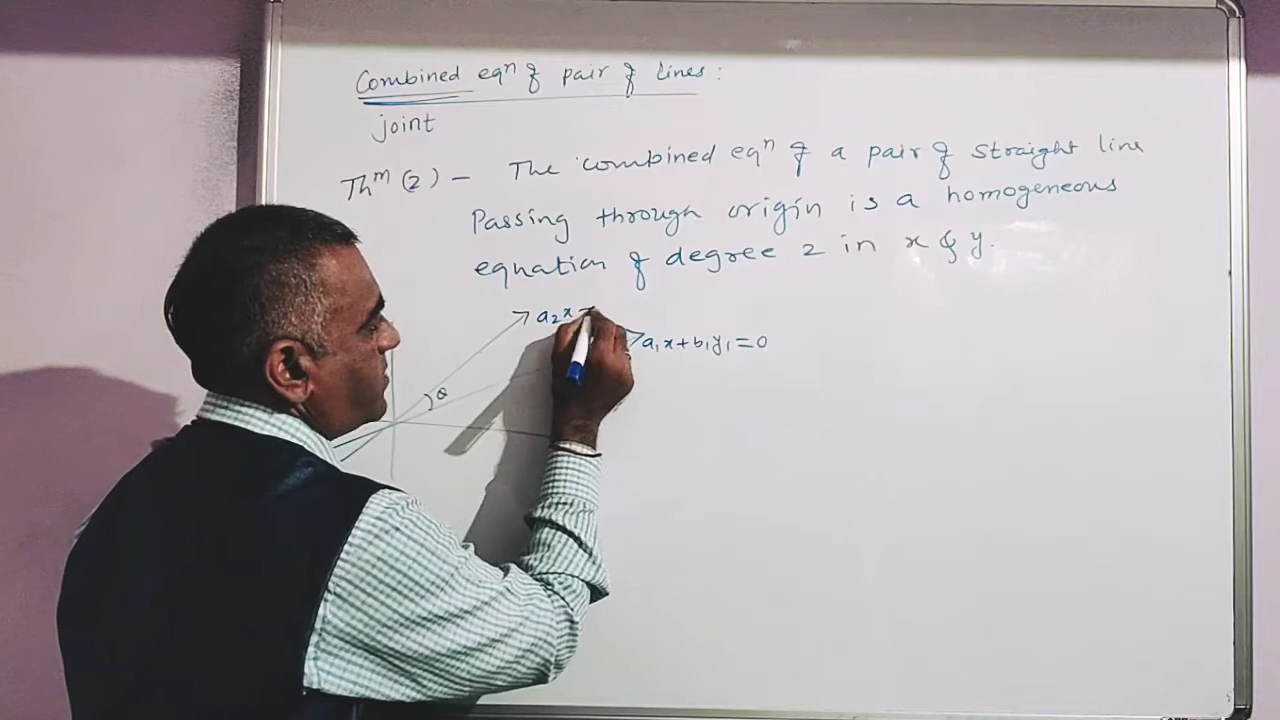 Combined eqⁿ of pair of lines :
joint
Thᵐ (2) – The combined eqⁿ of a pair of straight line
Passing through origin is a homogeneous
equation of degree 2 in x & y.
a₂x
a₁x+b₁y₁=0
θ